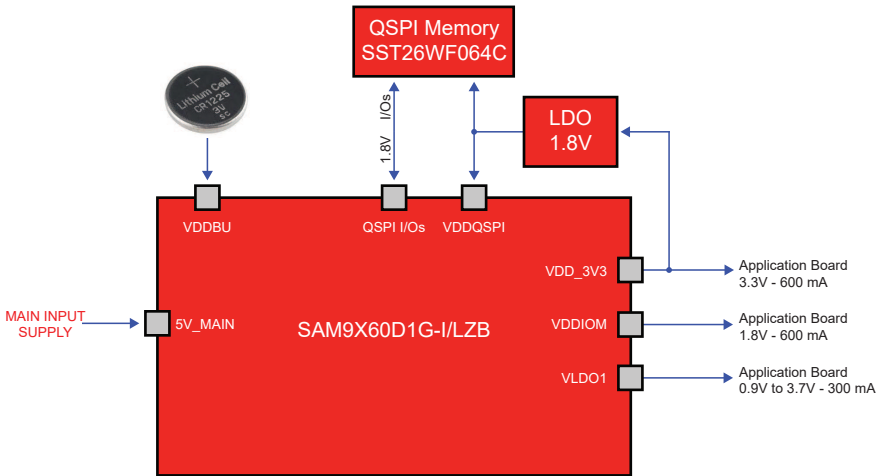 QSPI Memory
SST26WF064C
Lithium Cell
CR1225
3V
SC
1.8V I/Os
LDO
1.8V
VDDBU
QSPI I/Os
VDDQSPI
VDD_3V3
Application Board
3.3V - 600 mA
MAIN INPUT
SUPPLY
5V_MAIN
SAM9X60D1G-I/LZB
VDDIOM
Application Board
1.8V - 600 mA
VLDO1
Application Board
0.9V to 3.7V - 300 mA